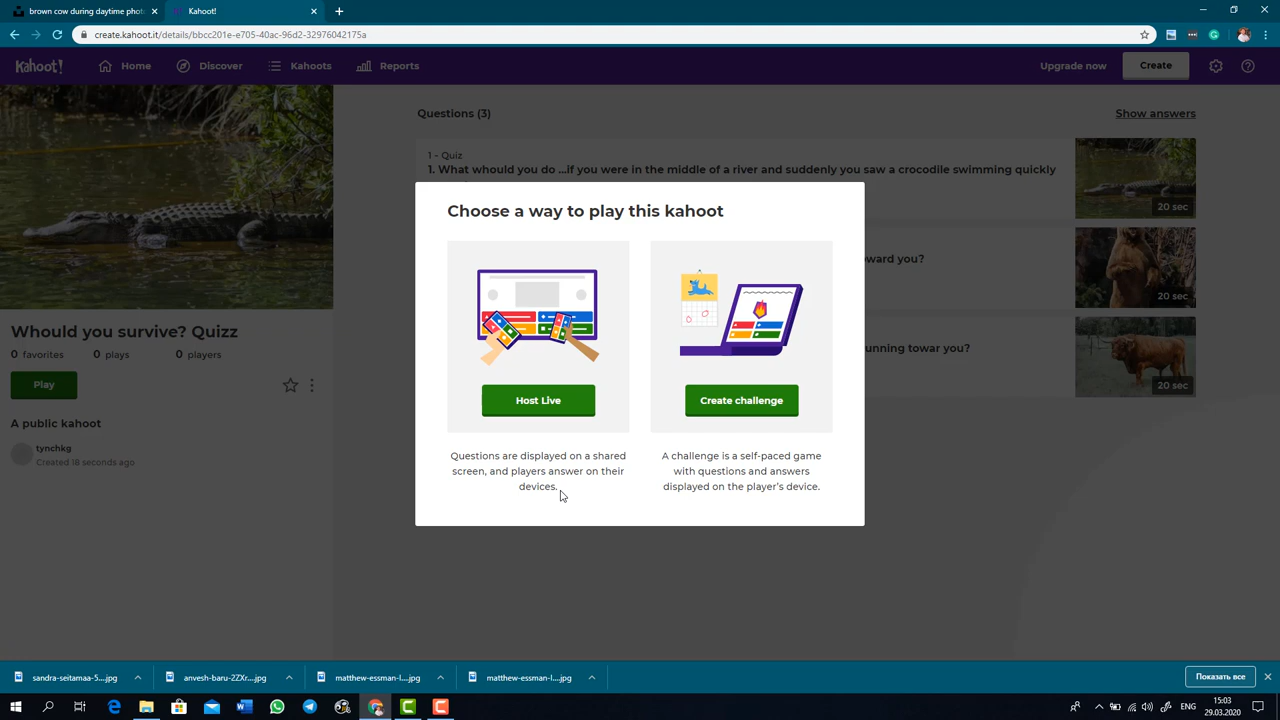 brown cow during daytime phot
Kahoot!
create.kahoot.it/details/bbcc201e-e705-40ac-96d2-32976042175a
Kahoot!
Home
Discover
Kahoots
Reports
Upgrade now
Create
Questions (3)
Show answers
1 - Quiz
1. What whould you do ...if you were in the middle of a river and suddenly you saw a crocodile swimming quickly
20 sec
oward you?
20 sec
unning towar you?
20 sec
Whould you survive? Quizz
0 favorites
0 plays
0 players
Play
A public kahoot
tynchkg
Created 18 seconds ago
Choose a way to play this kahoot
Host Live
Questions are displayed on a shared
screen, and players answer on their
devices.
Create challenge
A challenge is a self-paced game
with questions and answers
displayed on the player's device.
sandra-seitamaa-5....jpg
anvesh-baru-2ZXr....jpg
matthew-essman-l....jpg
matthew-essman-l....jpg
Показать все
15:03
29.03.2020